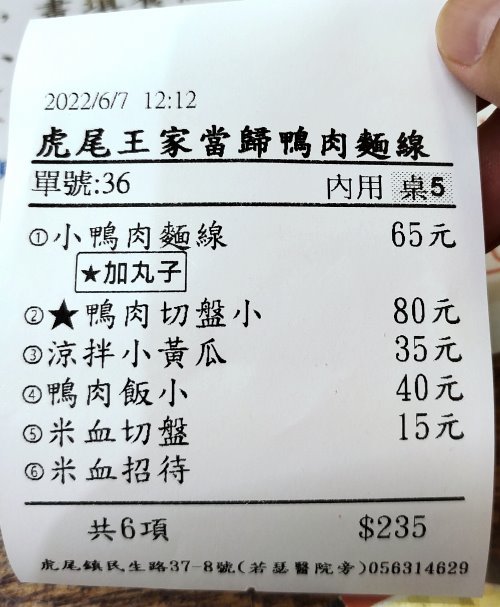 2022/6/7 12:12
虎尾王家當歸鴨肉麵線
單號:36 內用 桌5
①小鴨肉麵線 65元
★加丸子
②★鴨肉切盤小 80元
③涼拌小黃瓜 35元
④鴨肉飯小 40元
⑤米血切盤 15元
⑥米血招待
共6項 $235
虎尾鎮民生路37-8號(若瑟醫院旁)056314629